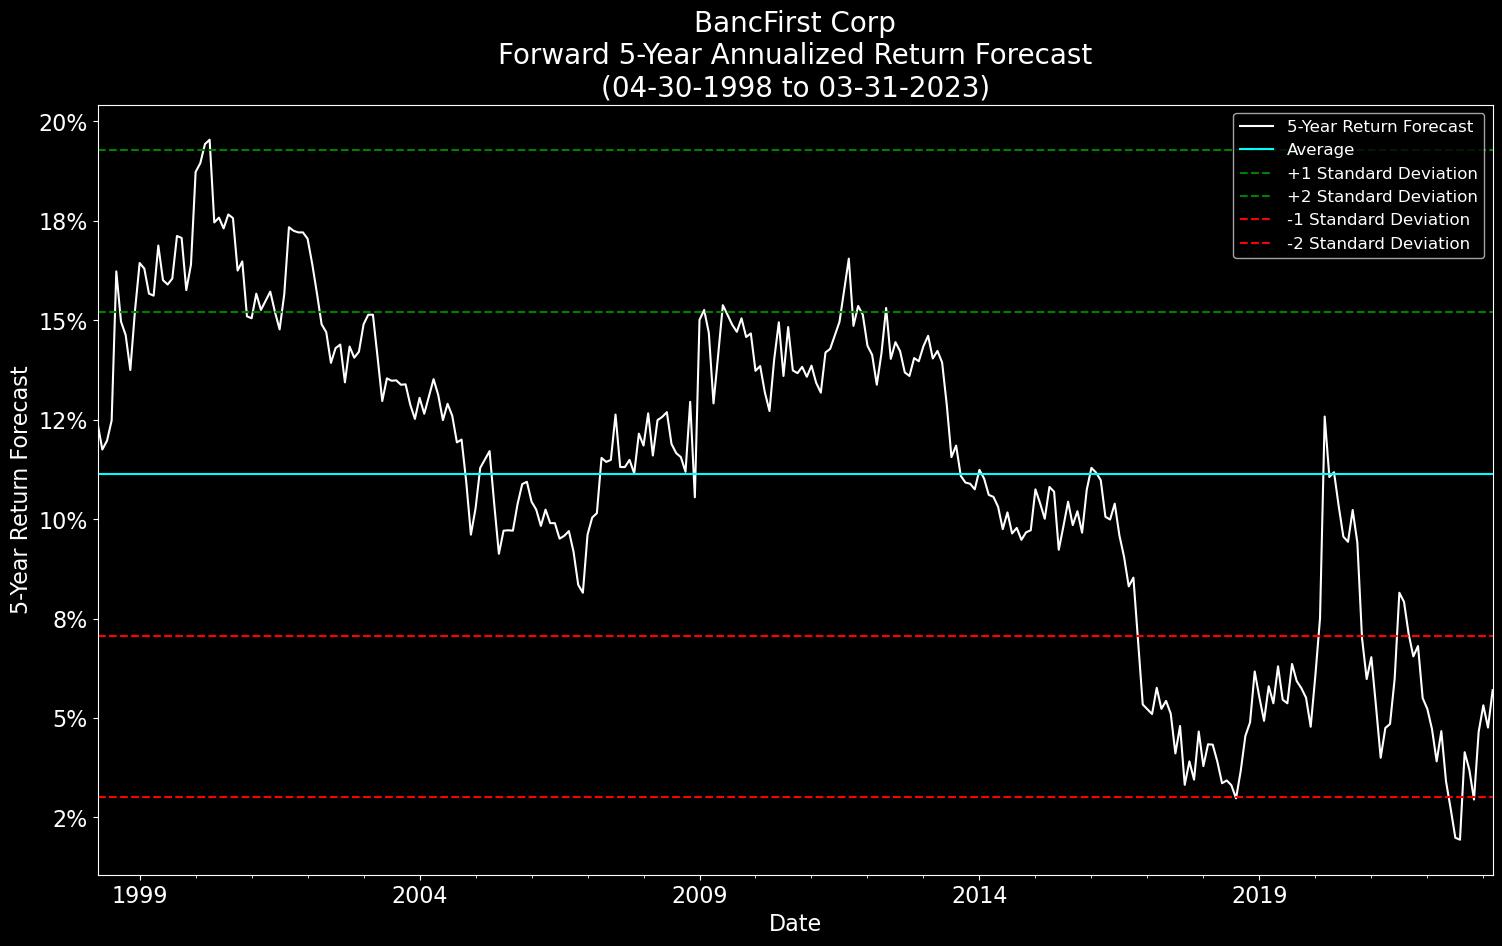 BancFirst Corp
Forward 5-Year Annualized Return Forecast
(04-30-1998 to 03-31-2023)
20%
18%
15%
12%
10%
8%
5%
2%
5-Year Return Forecast
5-Year Return Forecast
Average
+1 Standard Deviation
+2 Standard Deviation
-1 Standard Deviation
-2 Standard Deviation
1999 2004 2009 2014 2019
Date